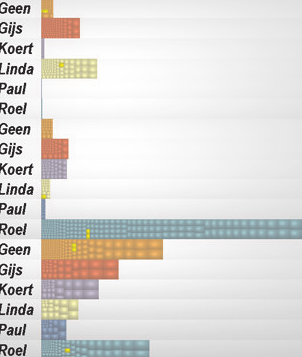 Geen
Gijs
Koert
Linda
Paul
Roel
Geen
Gijs
Koert
Linda
Paul
Roel
Geen
Gijs
Koert
Linda
Paul
Roel